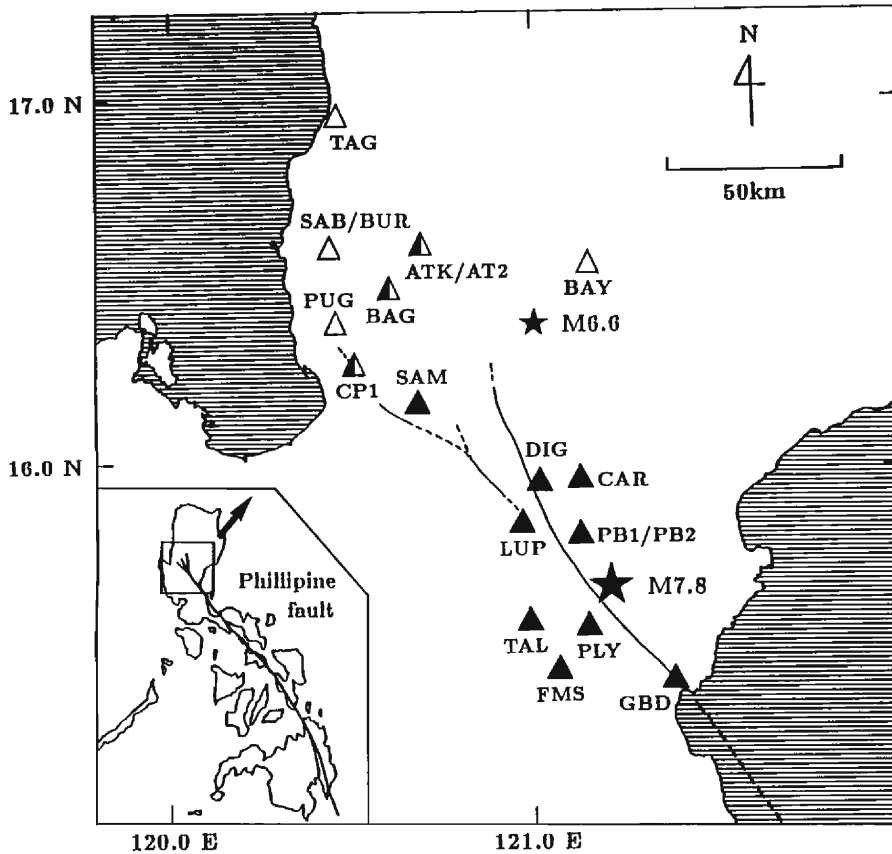 N
17.0 N
TAG
50km
SAB/BUR
ATK/AT2
BAY
PUG
BAG
M6.6
CP1
SAM
16.0 N
DIG
CAR
LUP
PB1/PB2
M7.8
Phillipine
fault
TAL
PLY
FMS
GBD
120.0 E
121.0 E